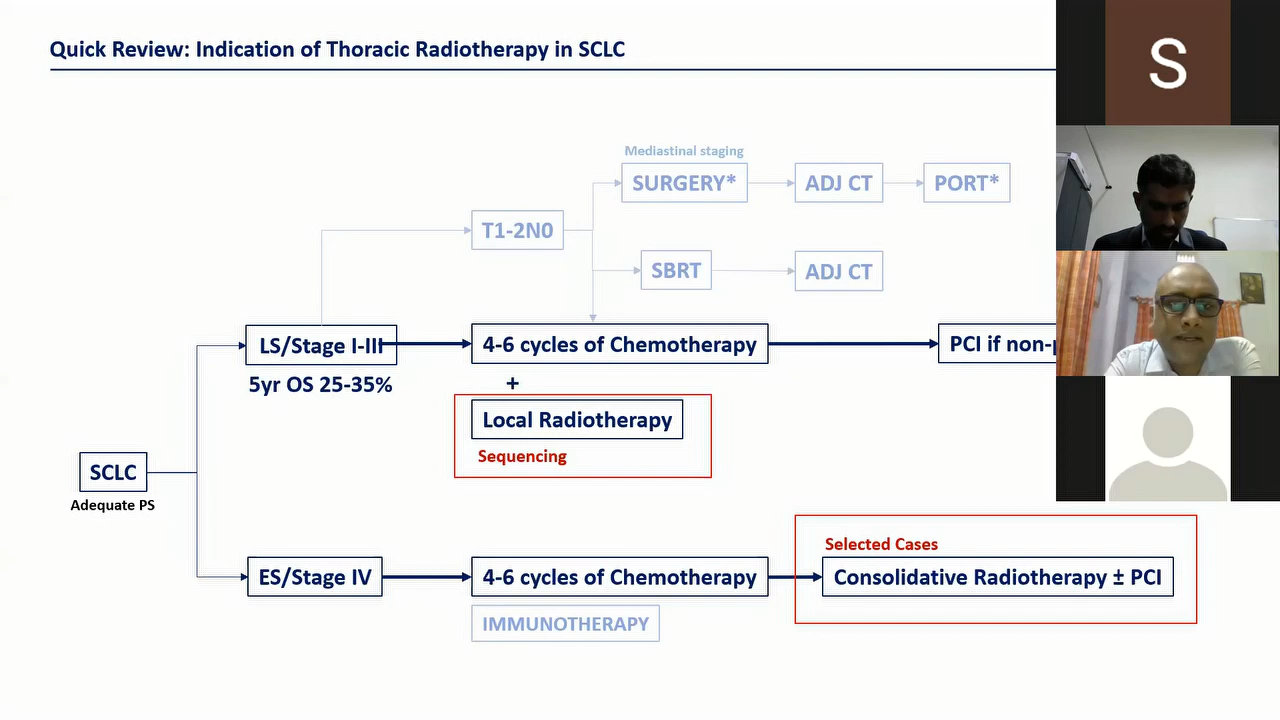 Quick Review: Indication of Thoracic Radiotherapy in SCLC
S
Mediastinal staging
SURGERY*
ADJ CT
PORT*
T1-2N0
SBRT
ADJ CT
LS/Stage I-III
4-6 cycles of Chemotherapy
PCI if
5yr OS 25-35%
+
Local Radiotherapy
Sequencing
SCLC
Adequate PS
Selected Cases
ES/Stage IV
4-6 cycles of Chemotherapy
Consolidative Radiotherapy ± PCI
IMMUNOTHERAPY